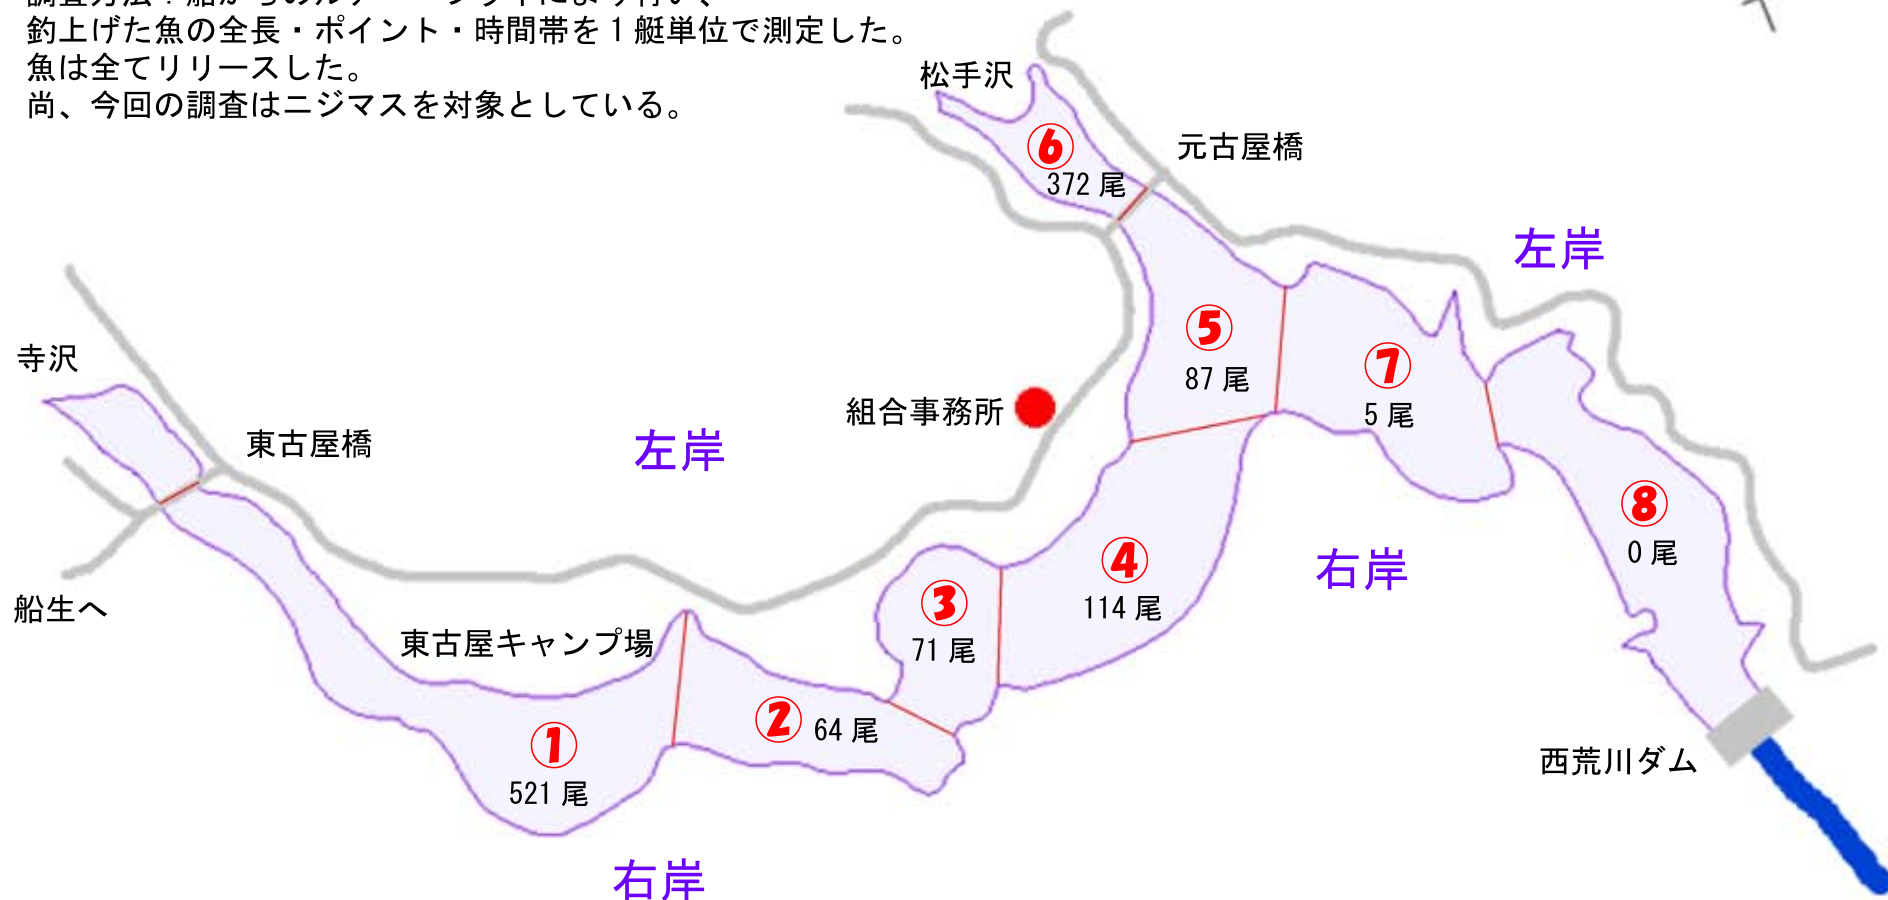 釣上げた魚の全長・ポイント・時間帯を1艇単位で測定した。
魚は全てリリースした。
尚、今回の調査はニジマスを対象としている。
松手沢
元古屋橋
⑥
372 尾
左岸
⑤
87 尾
⑦
5 尾
寺沢
東古屋橋
左岸
組合事務所
⑧
0 尾
④
114 尾
右岸
③
71 尾
船生へ
東古屋キャンプ場
②
64 尾
①
521 尾
西荒川ダム
右岸